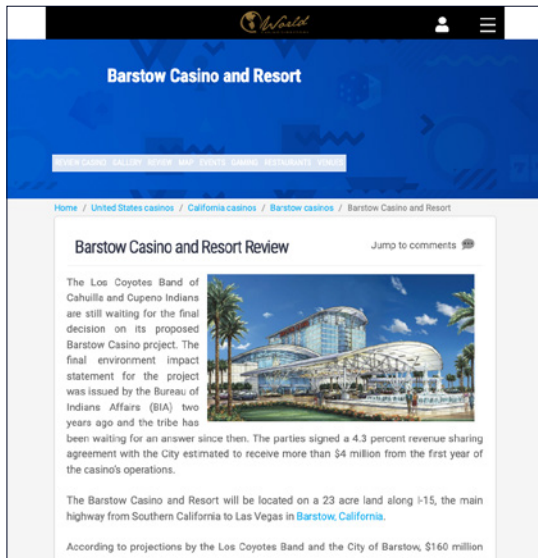 World
Barstow Casino and Resort
REVIEW CASINO GALLERY REVIEW MAP EVENTS GAMING RESTAURANTS VENUES
Home / United States casinos / California casinos / Barstow casinos / Barstow Casino and Resort
Barstow Casino and Resort Review
Jump to comments
The Los Coyotes Band of
Cahuilla and Cupeno Indians
are still waiting for the final
decision on its proposed
Barstow Casino project. The
final environment impact
statement for the project
was issued by the Bureau of
Indians Affairs (BIA) two
years ago and the tribe has
been waiting for an answer since then. The parties signed a 4.3 percent revenue sharing
agreement with the City estimated to receive more than $4 million from the first year of
the casino's operations.
The Barstow Casino and Resort will be located on a 23 acre land along I-15, the main
highway from Southern California to Las Vegas in Barstow, California.
According to projections by the Los Coyotes Band and the City of Barstow, $160 million